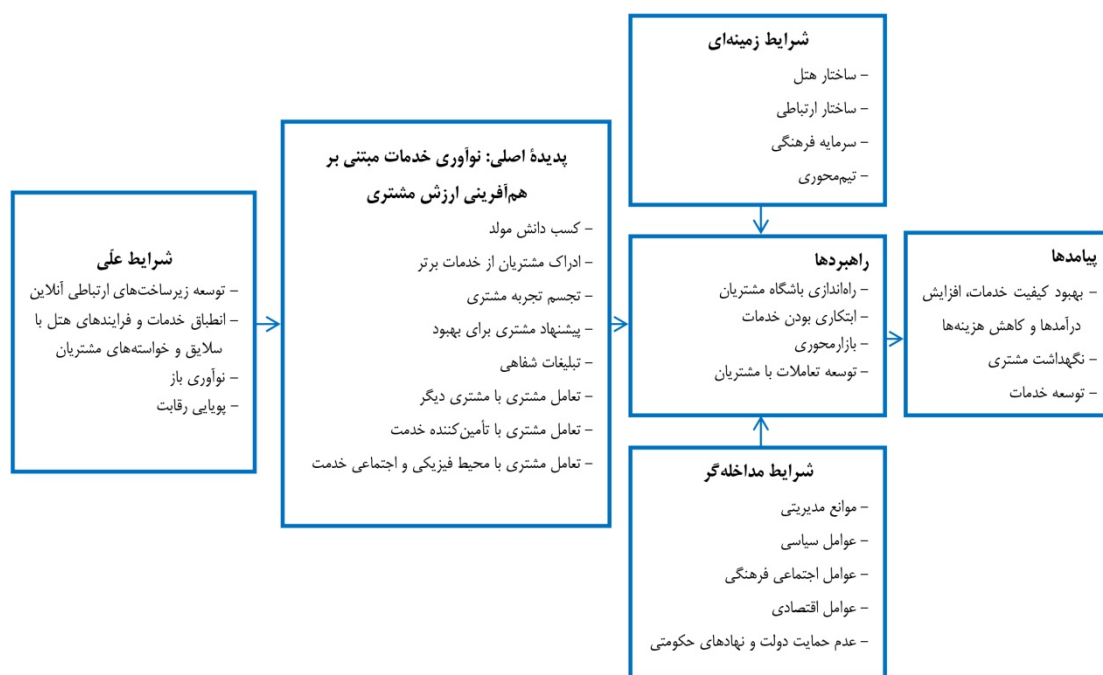 شرایط زمینه‌ای
- ساختار هتل
- ساختار ارتباطی
- سرمایه فرهنگی
- تیم‌محوری
پدیدۀ اصلی: نوآوری خدمات مبتنی بر
هم‌آفرینی ارزش مشتری
- کسب دانش مولد
- ادراک مشتریان از خدمات برتر
- تجسم تجربه مشتری
- پیشنهاد مشتری برای بهبود
- تبلیغات شفاهی
- تعامل مشتری با مشتری دیگر
- تعامل مشتری با تأمین‌کننده خدمت
- تعامل مشتری با محیط فیزیکی و اجتماعی خدمت
شرایط علّی
- توسعه زیرساخت‌های ارتباطی آنلاین
- انطباق خدمات و فرایندهای هتل با
سلایق و خواسته‌های مشتریان
- نوآوری باز
- پویایی رقابت
راهبردها
- راه‌اندازی باشگاه مشتریان
- ابتکاری بودن خدمات
- بازارمحوری
- توسعه تعاملات با مشتریان
پیامدها
- بهبود کیفیت خدمات، افزایش
درآمدها و کاهش هزینه‌ها
- نگهداشت مشتری
- توسعه خدمات
شرایط مداخله‌گر
- موانع مدیریتی
- عوامل سیاسی
- عوامل اجتماعی فرهنگی
- عوامل اقتصادی
- عدم حمایت دولت و نهادهای حکومتی